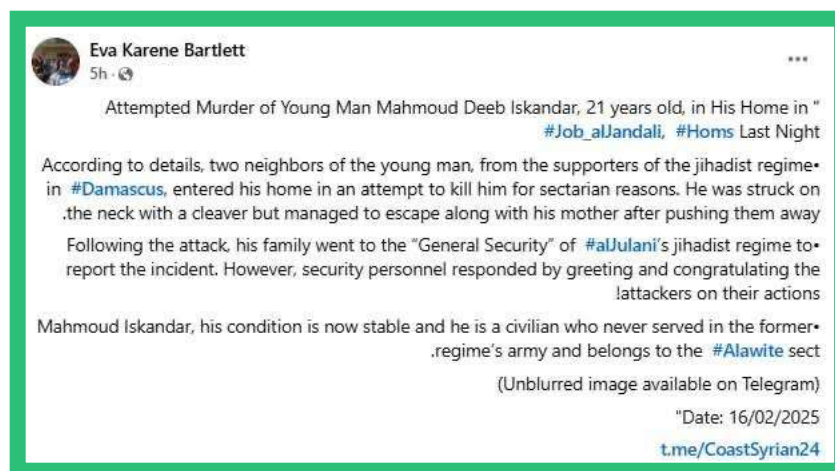 Eva Karene Bartlett
5h ·
...
Attempted Murder of Young Man Mahmoud Deeb Iskandar, 21 years old, in His Home in "
#Job_alJandali, #Homs Last Night
According to details, two neighbors of the young man, from the supporters of the jihadist regime•
in #Damascus, entered his home in an attempt to kill him for sectarian reasons. He was struck on
.the neck with a cleaver but managed to escape along with his mother after pushing them away
Following the attack, his family went to the “General Security” of #alJulani’s jihadist regime to•
report the incident. However, security personnel responded by greeting and congratulating the
!attackers on their actions
Mahmoud Iskandar, his condition is now stable and he is a civilian who never served in the former•
.regime’s army and belongs to the #Alawite sect
(Unblurred image available on Telegram)
"Date: 16/02/2025
t.me/CoastSyrian24